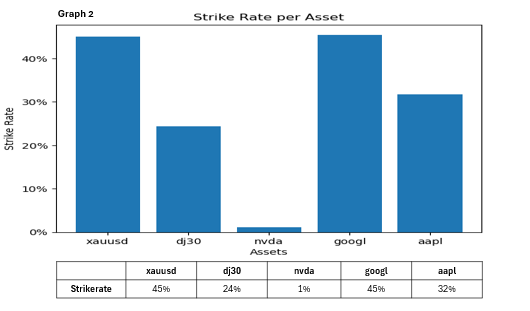 Graph 2
Strike Rate per Asset
40%
30%
20%
10%
0%
Strike Rate
xauusd dj30 nvda googl aapl
Assets
xauusd dj30 nvda googl aapl
Strikerate 45% 24% 1% 45% 32%